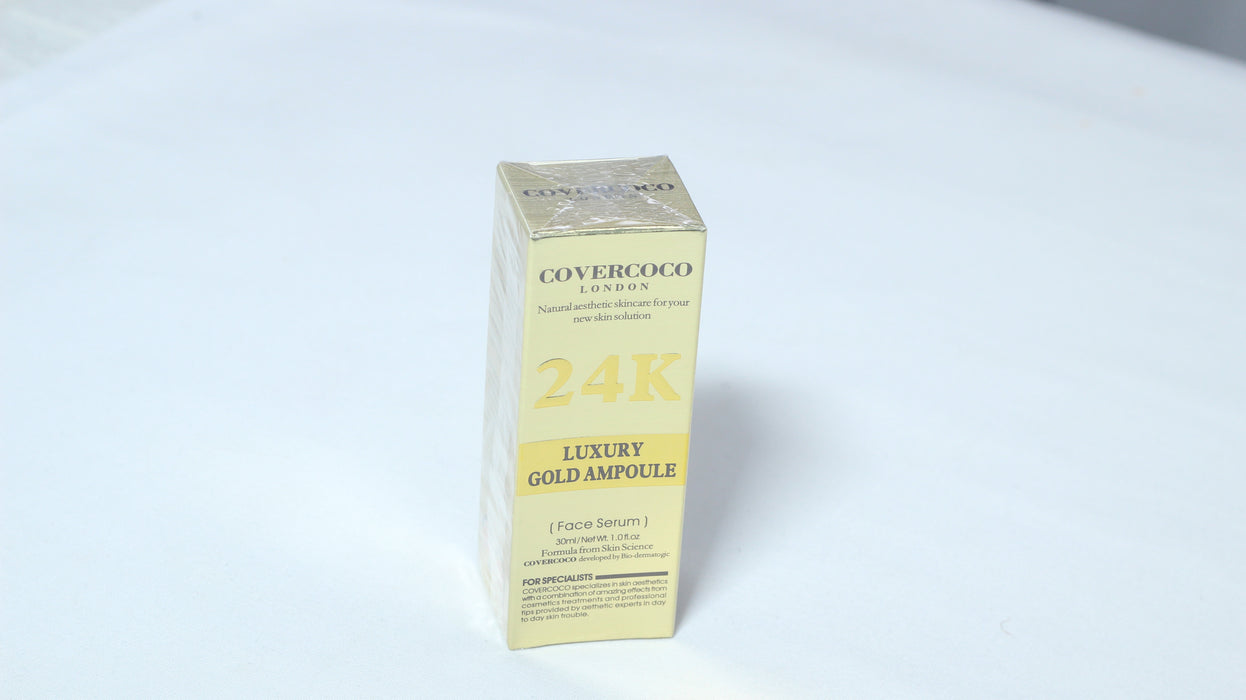 COVERCOCO
LONDON
COVERCOCO
LONDON
Natural aesthetic skincare for your
new skin solution
24K
LUXURY
GOLD AMPOULE
( Face Serum )
30ml/Net Wt. 1.0 fl.oz
Formula from Skin Science
COVERCOCO developed by Bio-dermatogic
FOR SPECIALISTS
COVERCOCO specializes in skin aesthetics
with a combination of amazing effects from
cosmetics treatments and professional
tips provided by aethetic experts in day
to day skin trouble.